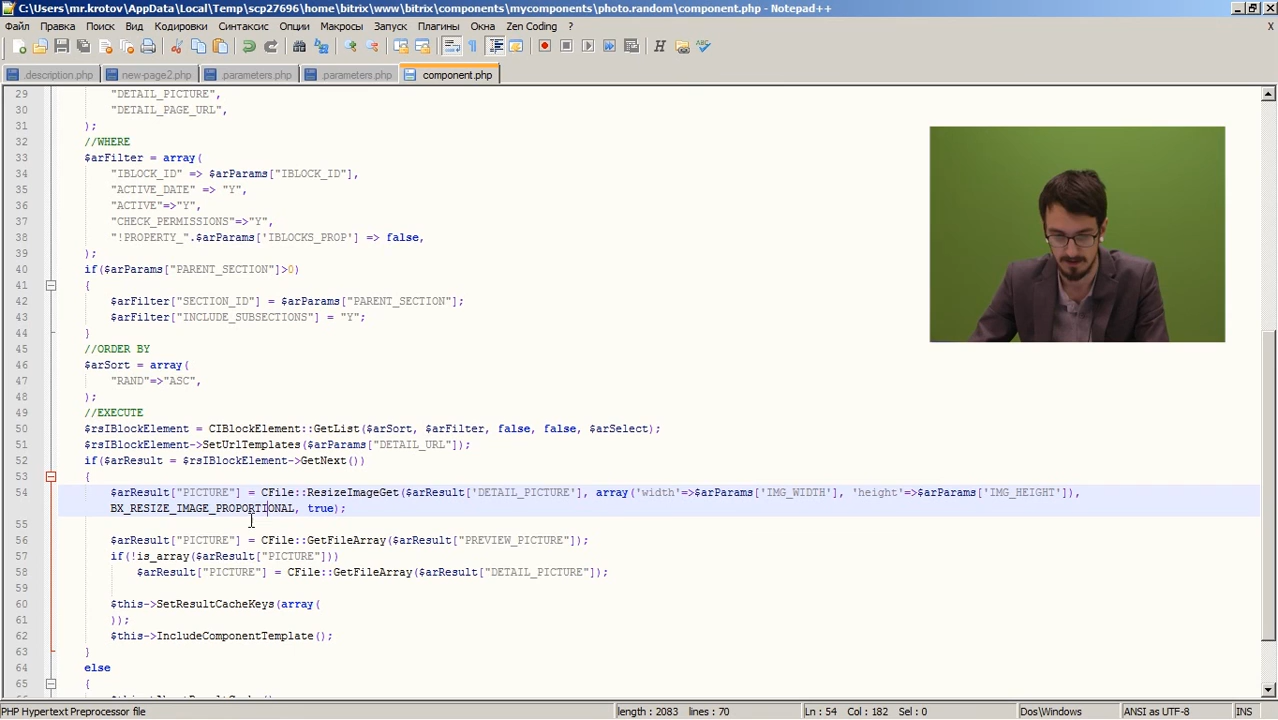 C:\Users\mr.krotov\AppData\Local\Temp\scp27696\home\bitrix\www\bitrix\components\mycomponents\photo.random\component.php - Notepad++
Файл Правка Поиск Вид Кодировки Синтаксис Опции Макросы Запуск Плагины Окна Zen Coding ? X
.description.php new-page2.php .parameters.php .parameters.php component.php
29 "DETAIL_PICTURE",
30 "DETAIL_PAGE_URL",
31 );
32 //WHERE
33 $arFilter = array(
34 "IBLOCK_ID" => $arParams["IBLOCK_ID"],
35 "ACTIVE_DATE" => "Y",
36 "ACTIVE"=>"Y",
37 "CHECK_PERMISSIONS"=>"Y",
38 "!PROPERTY_".$arParams['IBLOCKS_PROP'] => false,
39 );
40 if($arParams["PARENT_SECTION"]>0)
41 {
42 $arFilter["SECTION_ID"] = $arParams["PARENT_SECTION"];
43 $arFilter["INCLUDE_SUBSECTIONS"] = "Y";
44 }
45 //ORDER BY
46 $arSort = array(
47 "RAND"=>"ASC",
48 );
49 //EXECUTE
50 $rsIBlockElement = CIBlockElement::GetList($arSort, $arFilter, false, false, $arSelect);
51 $rsIBlockElement->SetUrlTemplates($arParams["DETAIL_URL"]);
52 if($arResult = $rsIBlockElement->GetNext())
53 {
54 $arResult["PICTURE"] = CFile::ResizeImageGet($arResult['DETAIL_PICTURE'], array('width'=>$arParams['IMG_WIDTH'], 'height'=>$arParams['IMG_HEIGHT']),
BX_RESIZE_IMAGE_PROPORTIONAL, true);
55
56 $arResult["PICTURE"] = CFile::GetFileArray($arResult["PREVIEW_PICTURE"]);
57 if(!is_array($arResult["PICTURE"]))
58 $arResult["PICTURE"] = CFile::GetFileArray($arResult["DETAIL_PICTURE"]);
59
60 $this->SetResultCacheKeys(array(
61 ));
62 $this->IncludeComponentTemplate();
63 }
64 else
65 {
PHP Hypertext Preprocessor file length : 2083 lines : 70 Ln : 54 Col : 182 Sel : 0 Dos\Windows ANSI as UTF-8 INS